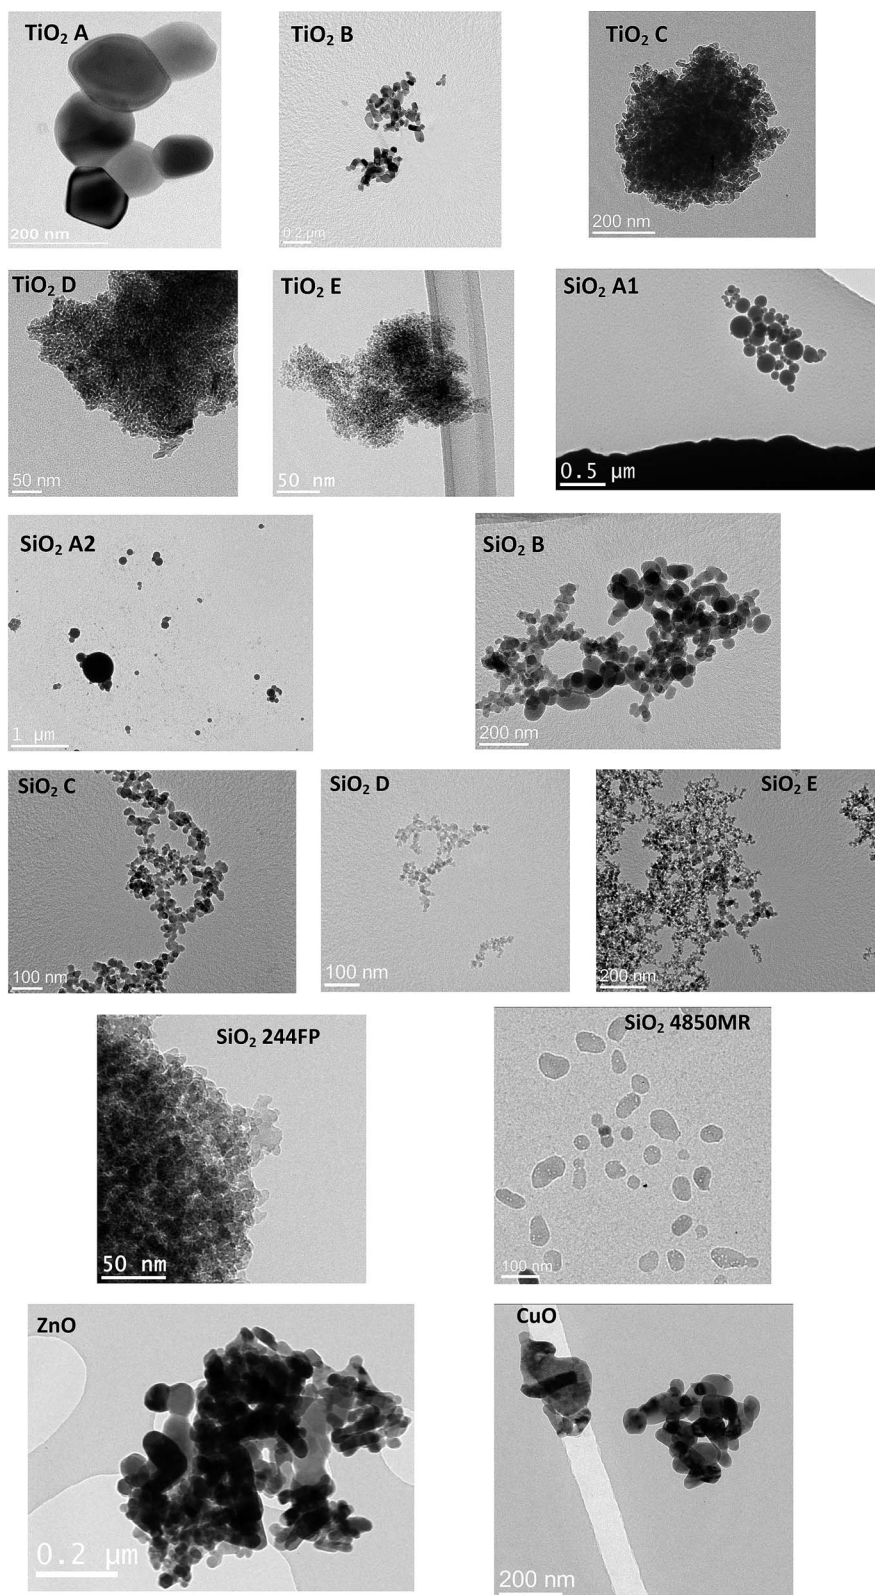 TiO₂ A
200 nm
TiO₂ B
0.2 µm
TiO₂ C
200 nm
TiO₂ D
50 nm
TiO₂ E
50 nm
SiO₂ A1
0.5 µm
SiO₂ A2
1 µm
SiO₂ B
200 nm
SiO₂ C
100 nm
SiO₂ D
100 nm
SiO₂ E
200 nm
SiO₂ 244FP
50 nm
SiO₂ 4850MR
100 nm
ZnO
0.2 µm
CuO
200 nm